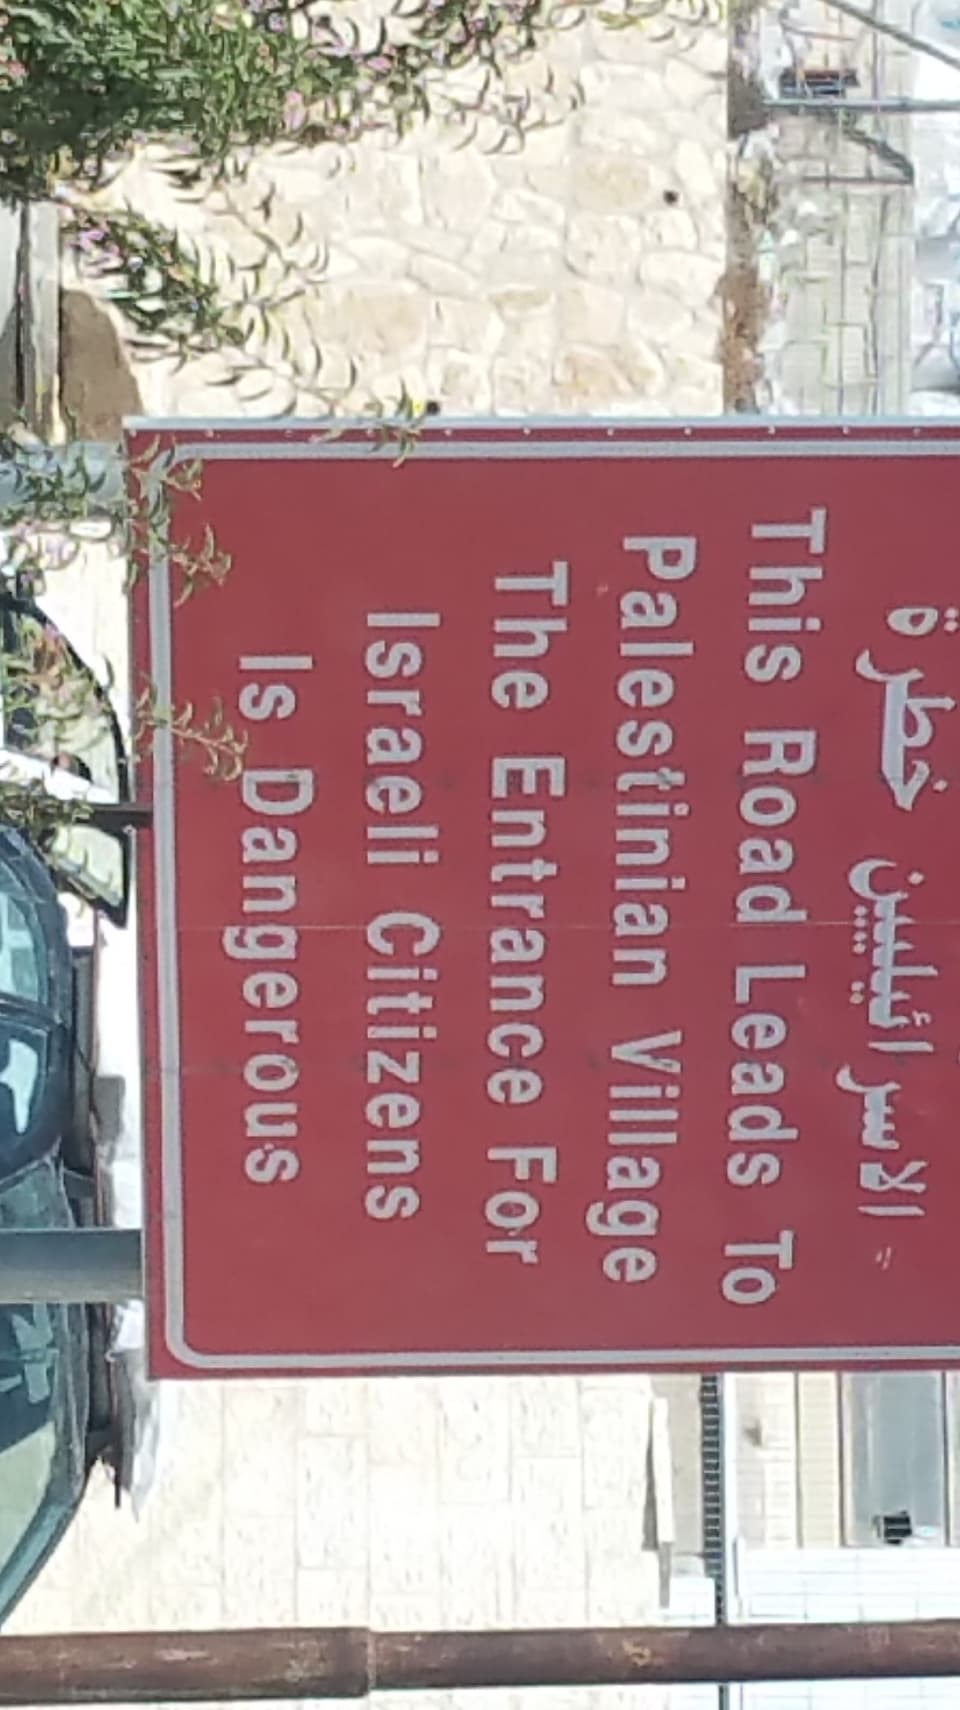 الاسرائيليين خطرة
This Road Leads To
Palestinian Village
The Entrance For
Israeli Citizens
Is Dangerous